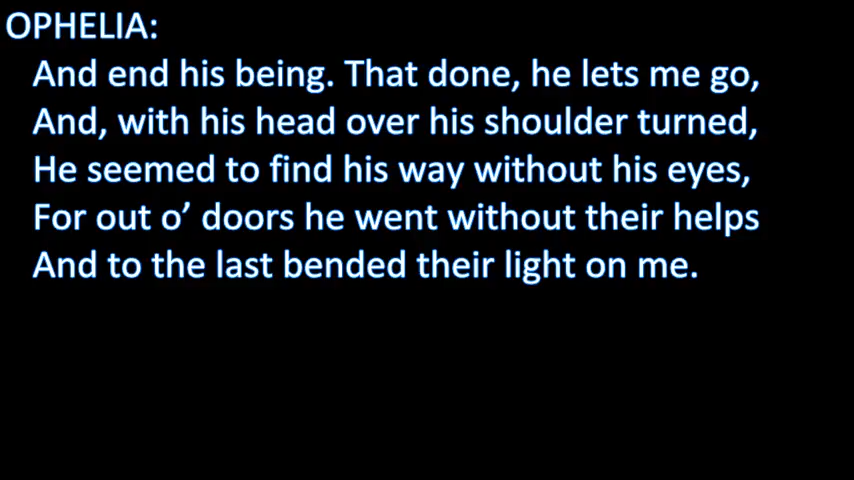 OPHELIA:
And end his being. That done, he lets me go,
And, with his head over his shoulder turned,
He seemed to find his way without his eyes,
For out o’ doors he went without their helps
And to the last bended their light on me.